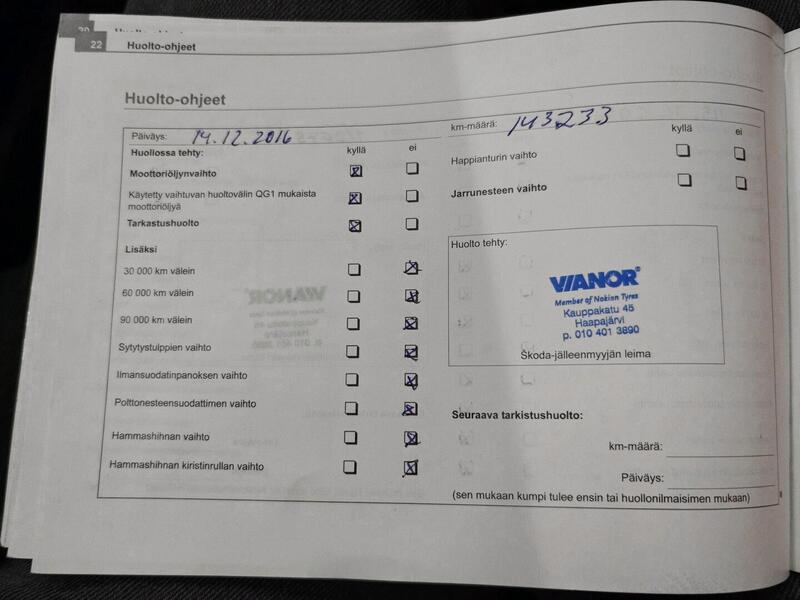 22 Huolto-ohjeet
Huolto-ohjeet
Päiväys: 14.12.2016
km-määrä: 143233
Huollossa tehty: kyllä ei
Moottoriöljynvaihto
Käytetty vaihtuvan huoltovälin QG1 mukaista
moottoriöljyä
Tarkastushuolto
Lisäksi
30 000 km välein
60 000 km välein
90 000 km välein
Sytytystulppien vaihto
Ilmansuodatinpanoksen vaihto
Polttonesteensuodattimen vaihto
Hammashihnan vaihto
Hammashihnan kiristinrullan vaihto
kyllä ei
Happianturin vaihto
Jarrunesteen vaihto
Huolto tehty:
VIANOR
Member of Nokian Tyres
Kauppakatu 45
Haapajärvi
p. 010 401 3890
Škoda-jälleenmyyjän leima
Seuraava tarkistushuolto:
km-määrä:
Päiväys:
(sen mukaan kumpi tulee ensin tai huollonilmaisimen mukaan)